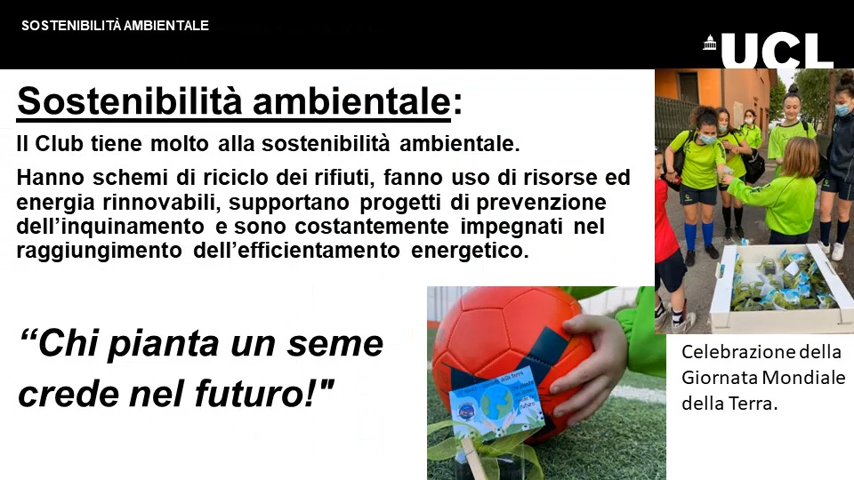 SOSTENIBILITÀ AMBIENTALE
UCL
Sostenibilità ambientale:
Il Club tiene molto alla sostenibilità ambientale.
Hanno schemi di riciclo dei rifiuti, fanno uso di risorse ed
energia rinnovabili, supportano progetti di prevenzione
dell’inquinamento e sono costantemente impegnati nel
raggiungimento dell’efficientamento energetico.
“Chi pianta un seme
crede nel futuro!"
Celebrazione della
Giornata Mondiale
della Terra.